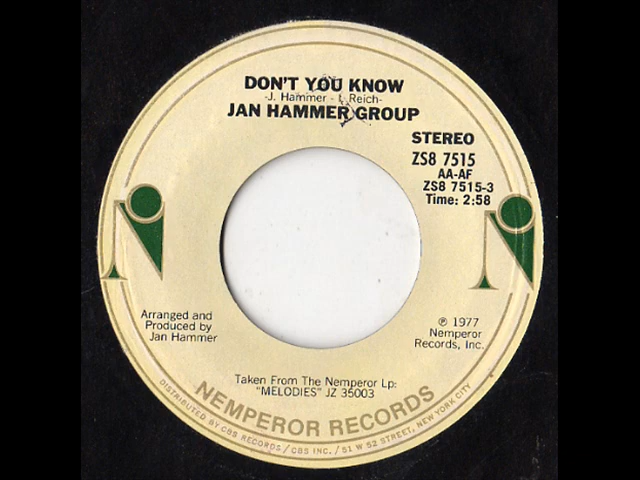 DON'T YOU KNOW
-J. Hammer - I. Reich-
JAN HAMMER GROUP
STEREO
ZS8 7515
AA-AF
ZS8 7515-3
Time: 2:58
Arranged and
Produced by
Jan Hammer
℗ 1977
Nemperor
Records, Inc.
Taken From The Nemperor Lp:
"MELODIES" JZ 35003
NEMPEROR RECORDS
DISTRIBUTED BY CBS RECORDS / CBS INC. / 51 W 52 STREET, NEW YORK CITY